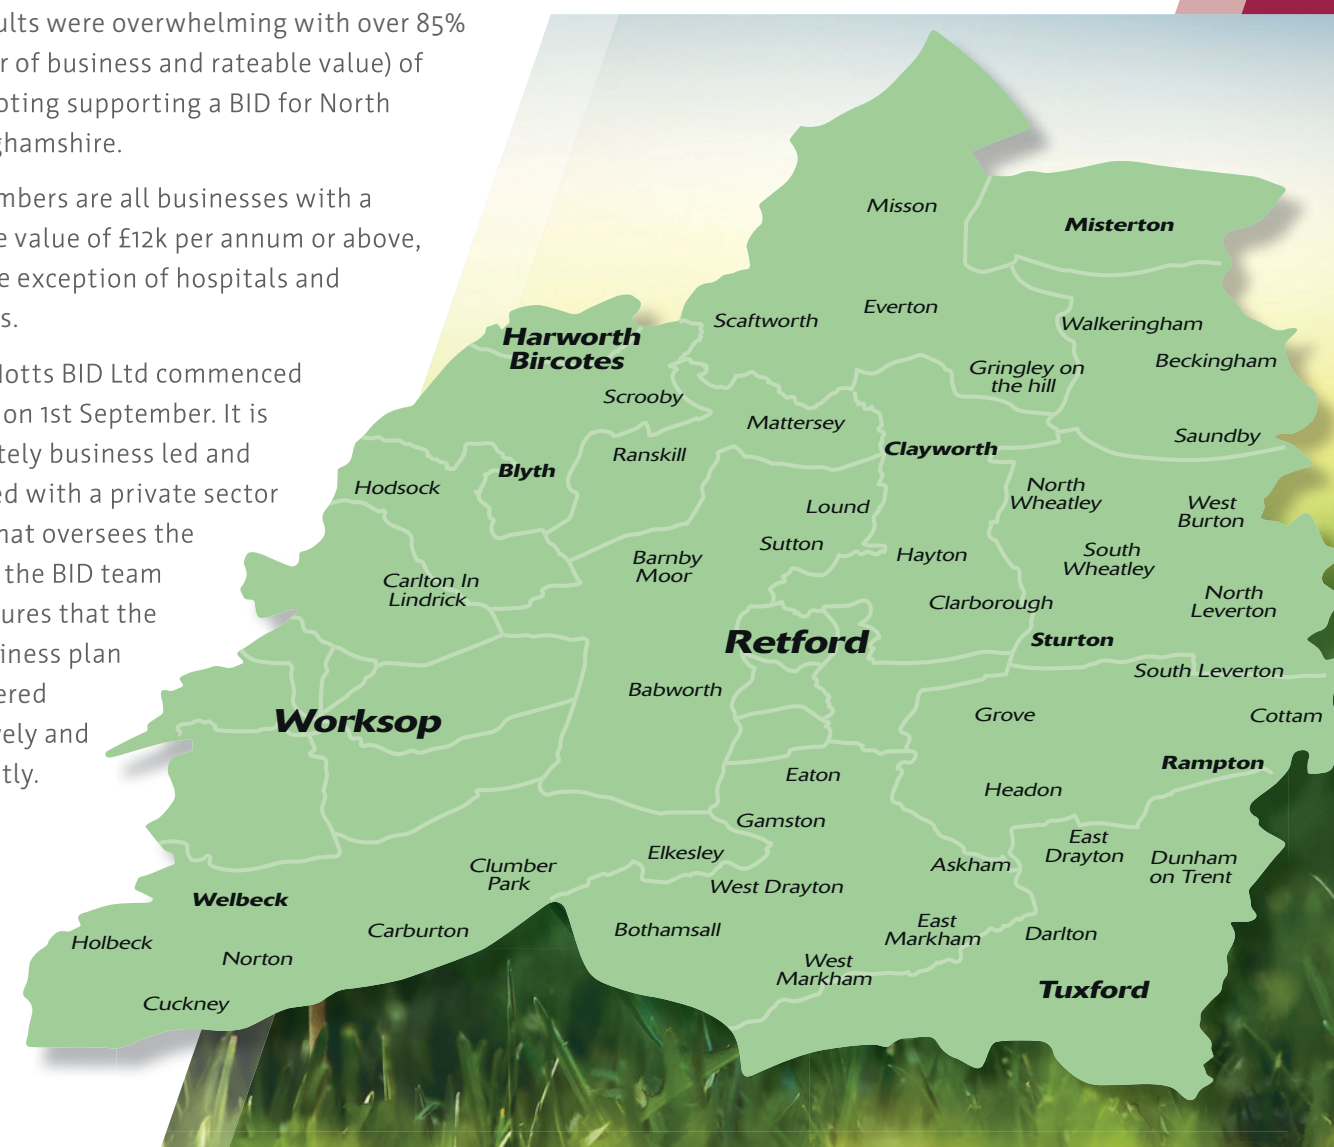 ults were overwhelming with over 85%
r of business and rateable value) of
oting supporting a BID for North
ghamshire.
mbers are all businesses with a
e value of £12k per annum or above,
e exception of hospitals and
s.
Notts BID Ltd commenced
on 1st September. It is
tely business led and
ed with a private sector
hat oversees the
the BID team
ures that the
iness plan
ered
vely and
tly.
Misson
Misterton
Everton
Scaftworth
Walkeringham
Harworth
Bircotes
Beckingham
Gringley on
the hill
Scrooby
Mattersey
Saundby
Clayworth
Ranskill
Blyth
Hodsock
North
Wheatley
Lound
West
Burton
Sutton
Hayton
South
Wheatley
Barnby
Moor
Carlton In
Lindrick
Clarborough
North
Leverton
Retford
Sturton
South Leverton
Babworth
Grove
Cottam
Worksop
Rampton
Eaton
Headon
Gamston
East
Drayton
Elkesley
Dunham
on Trent
Askham
Clumber
Park
West Drayton
Welbeck
Carburton
Bothamsall
East
Markham
Darlton
Holbeck
Norton
West
Markham
Tuxford
Cuckney